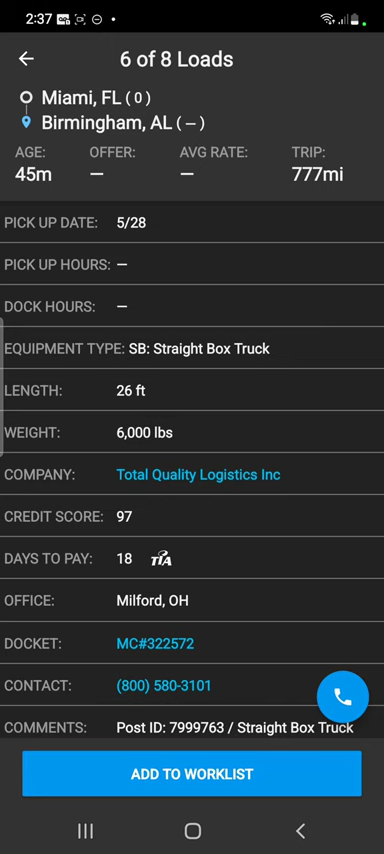 2:37
6 of 8 Loads
Miami, FL ( 0 )
Birmingham, AL ( – )
AGE: OFFER: AVG RATE: TRIP:
45m – – 777mi
PICK UP DATE: 5/28
PICK UP HOURS: –
DOCK HOURS: –
EQUIPMENT TYPE: SB: Straight Box Truck
LENGTH: 26 ft
WEIGHT: 6,000 lbs
COMPANY: Total Quality Logistics Inc
CREDIT SCORE: 97
DAYS TO PAY: 18 TIA
OFFICE: Milford, OH
DOCKET: MC#322572
CONTACT: (800) 580-3101
COMMENTS: Post ID: 7999763 / Straight Box Truck
ADD TO WORKLIST